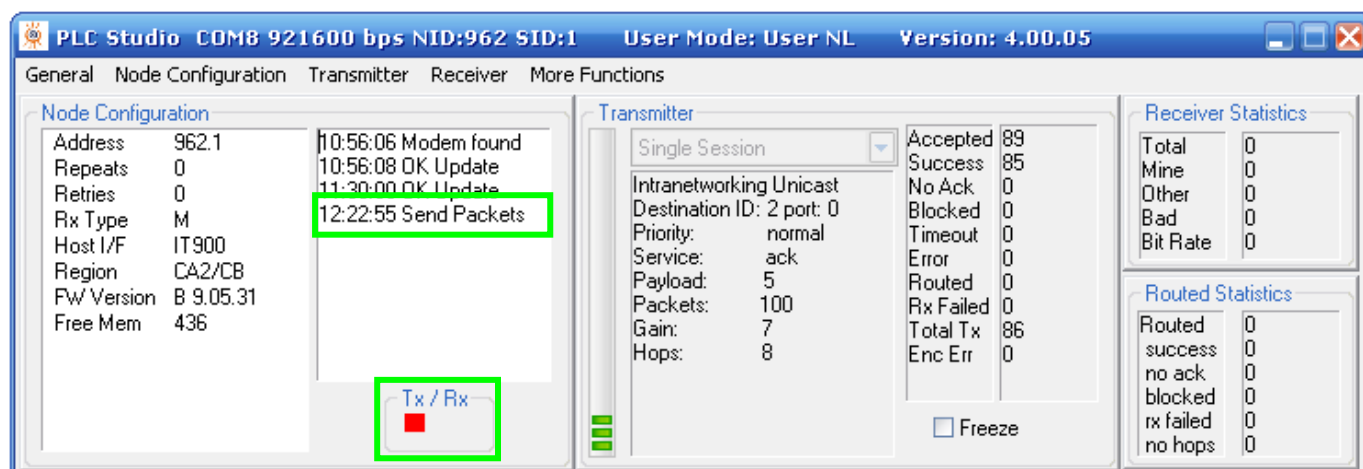 PLC Studio COM8 921600 bps NID:962 SID:1 User Mode: User NL Version: 4.00.05
General Node Configuration Transmitter Receiver More Functions
Node Configuration
Address 962.1
Repeats 0
Retries 0
Rx Type M
Host I/F IT900
Region CA2/CB
FW Version B 9.05.31
Free Mem 436
10:56:06 Modem found
10:56:08 OK Update
11:30:00 OK Update
12:22:55 Send Packets
Tx / Rx
Transmitter
Single Session
Intranetworking Unicast
Destination ID: 2 port: 0
Priority: normal
Service: ack
Payload: 5
Packets: 100
Gain: 7
Hops: 8
Accepted 89
Success 85
No Ack 0
Blocked 0
Timeout 0
Error 0
Routed 0
Rx Failed 0
Total Tx 86
Enc Err 0
Freeze
Receiver Statistics
Total 0
Mine 0
Other 0
Bad 0
Bit Rate 0
Routed Statistics
Routed 0
success 0
no ack 0
blocked 0
rx failed 0
no hops 0